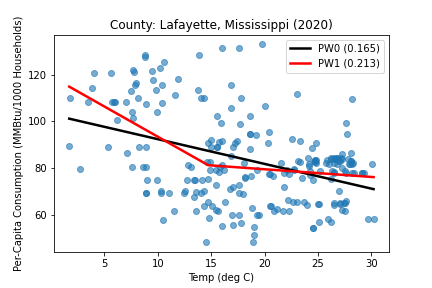 County: Lafayette, Mississippi (2020)
Per-Capita Consumption (MMBtu/1000 Households)
120
100
80
60
PW0 (0.165)
PW1 (0.213)
5 10 15 20 25 30
Temp (deg C)